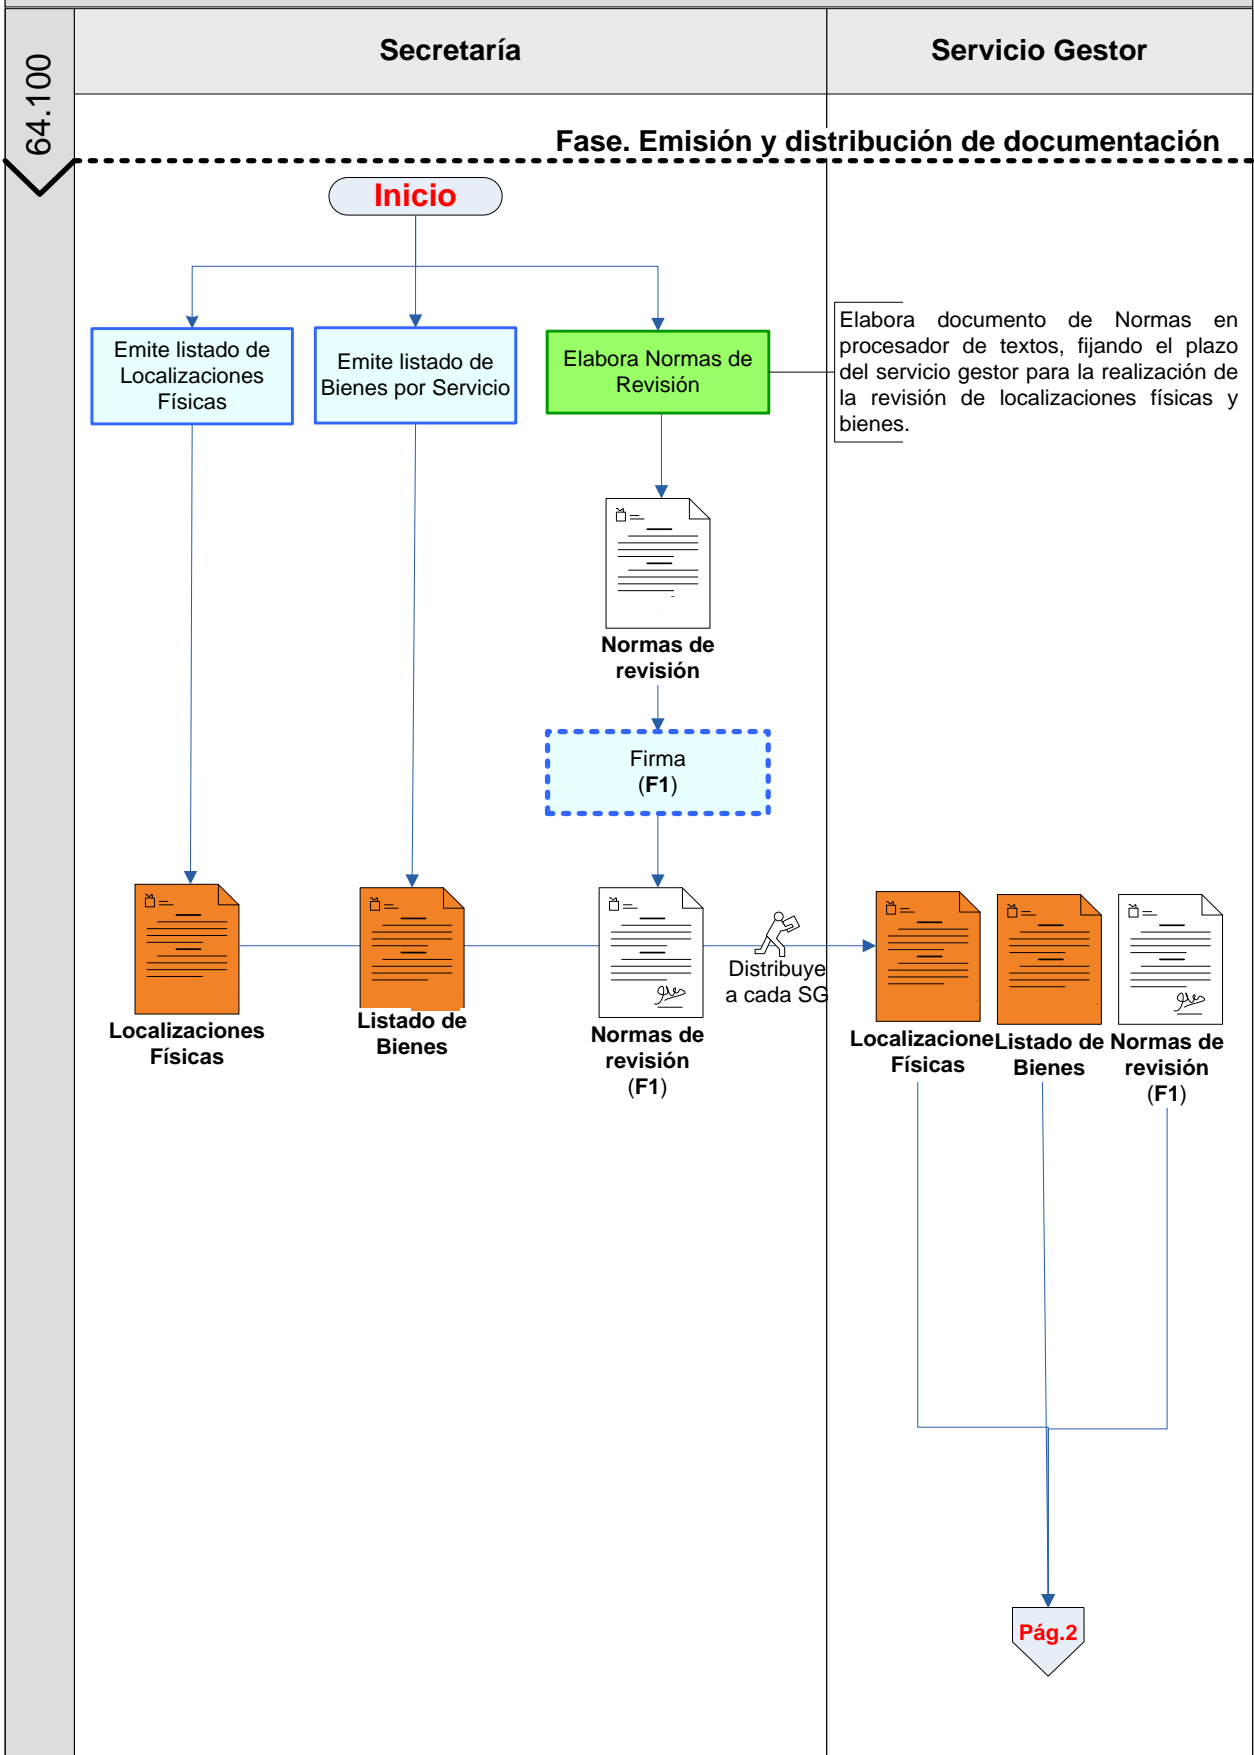 64.100
Secretaría
Servicio Gestor
Fase. Emisión y distribución de documentación
Inicio
Emite listado de
Localizaciones
Físicas
Emite listado de
Bienes por Servicio
Elabora Normas de
Revisión
Elabora documento de Normas en
procesador de textos, fijando el plazo
del servicio gestor para la realización de
la revisión de localizaciones físicas y
bienes.
Normas de
revisión
Firma
(F1)
Localizaciones
Físicas
Listado de
Bienes
Normas de
revisión
(F1)
Distribuye
a cada SG
Localizacione
Físicas
Listado de
Bienes
Normas de
revisión
(F1)
Pág.2